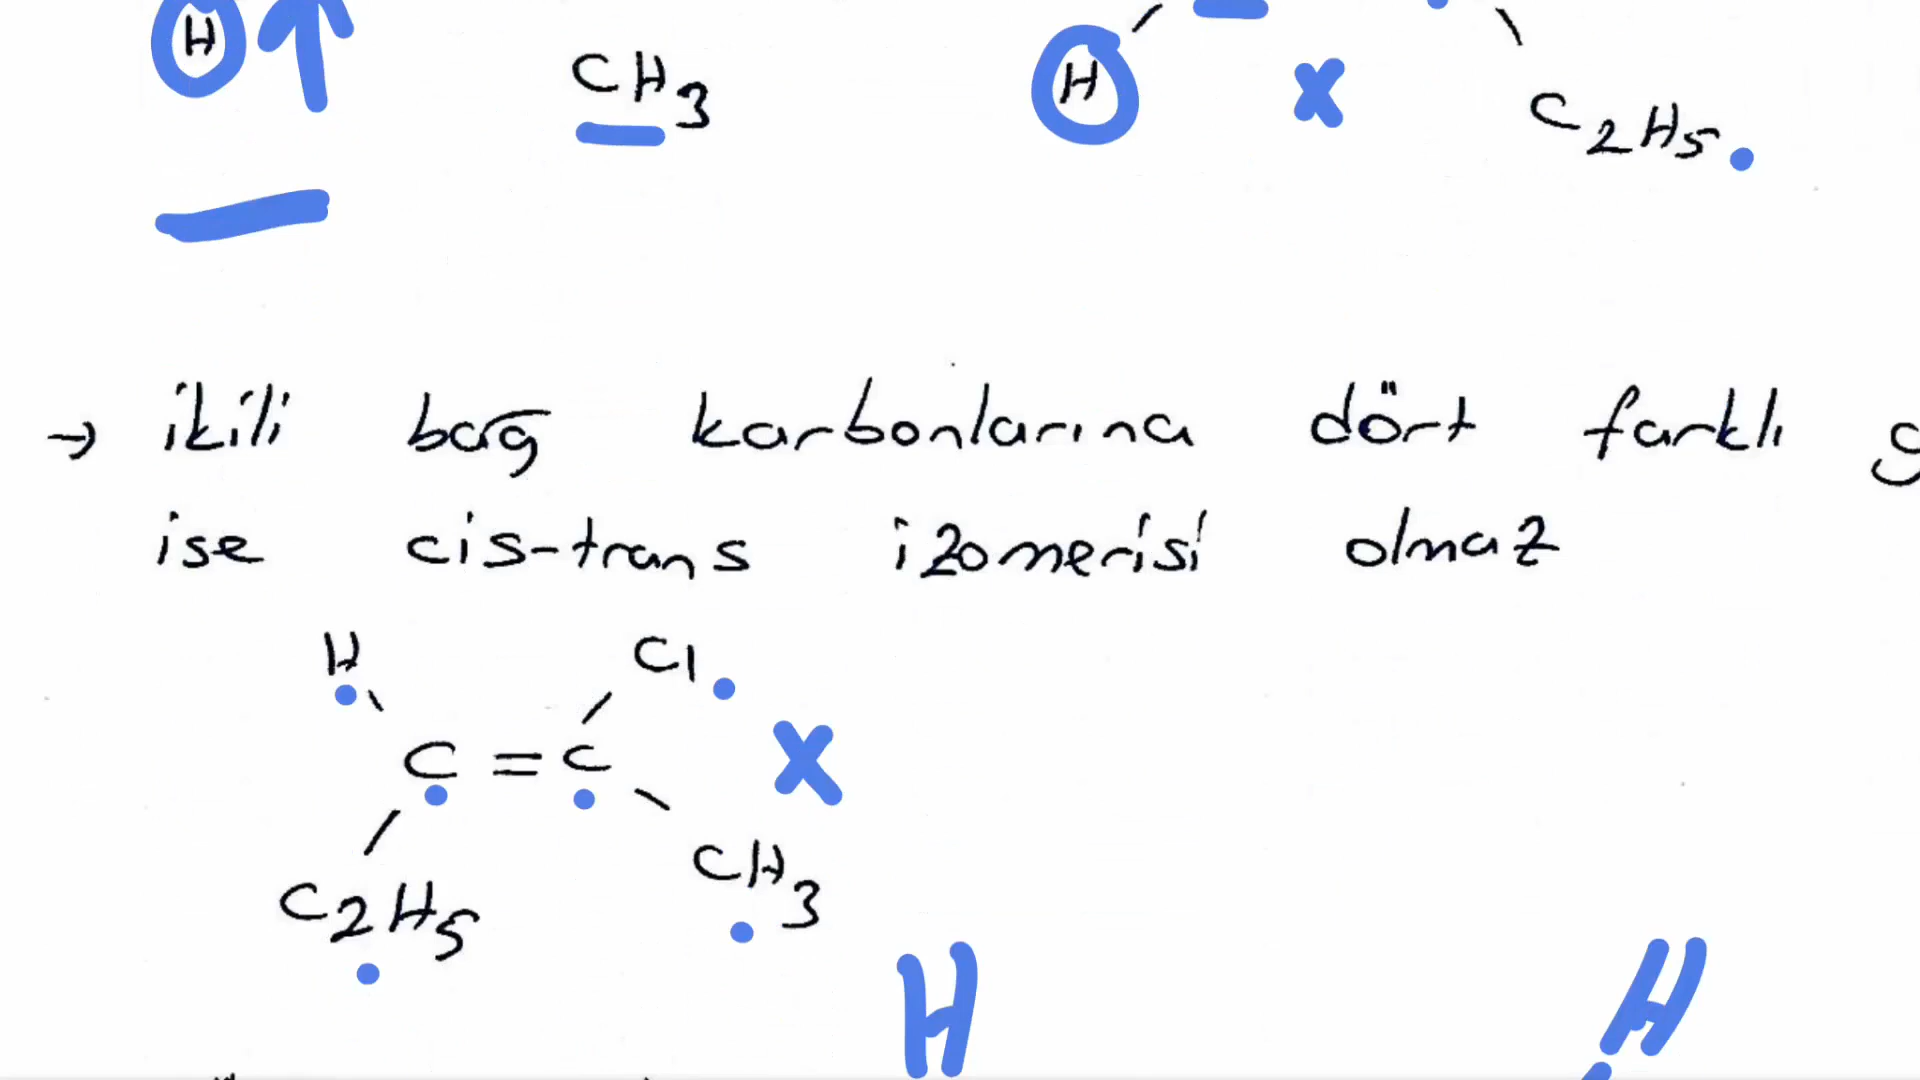 H CH3 H x
C2H5
→ ikili bağ karbonlarına dört farklı g
ise cis-trans izomerisi olmaz
H Cl
C = C x
CH3
C2H5
H H